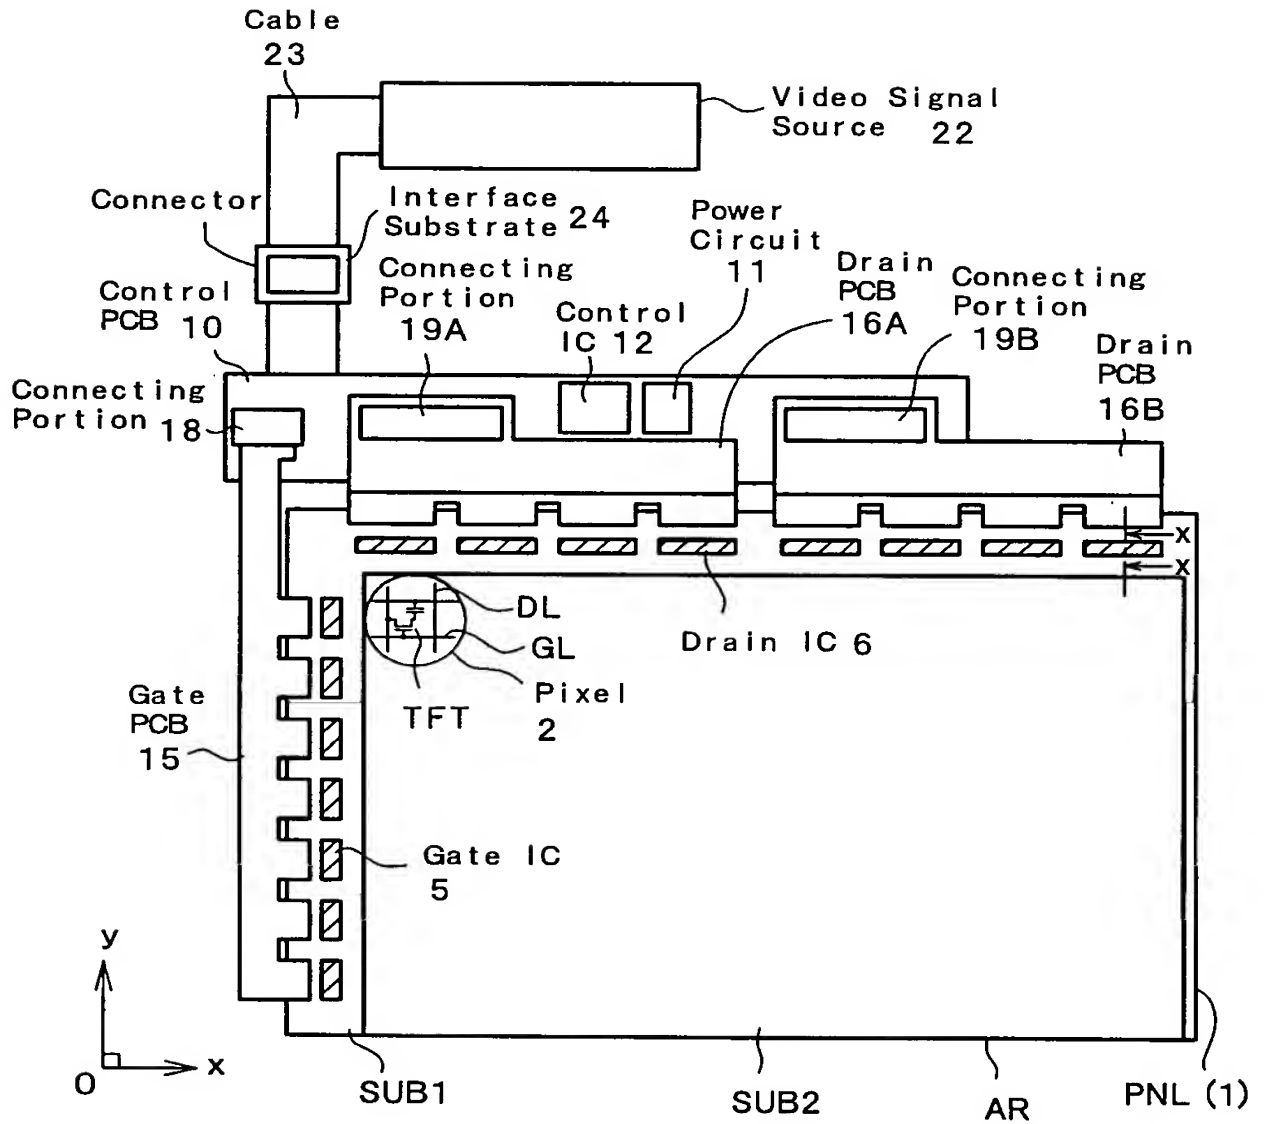 Cable
23
Video Signal
Source 22
Connector
Interface
Substrate 24
Power
Circuit
11
Connecting
Portion
19A
Drain
PCB
16A
Connecting
Portion
19B
Control
PCB 10
Control
IC 12
Drain
PCB
16B
Connecting
Portion 18
x
x
DL
GL
Drain IC 6
Pixel
2
TFT
Gate
PCB
15
Gate IC
5
y
x
O
SUB1
SUB2
AR
PNL (1)